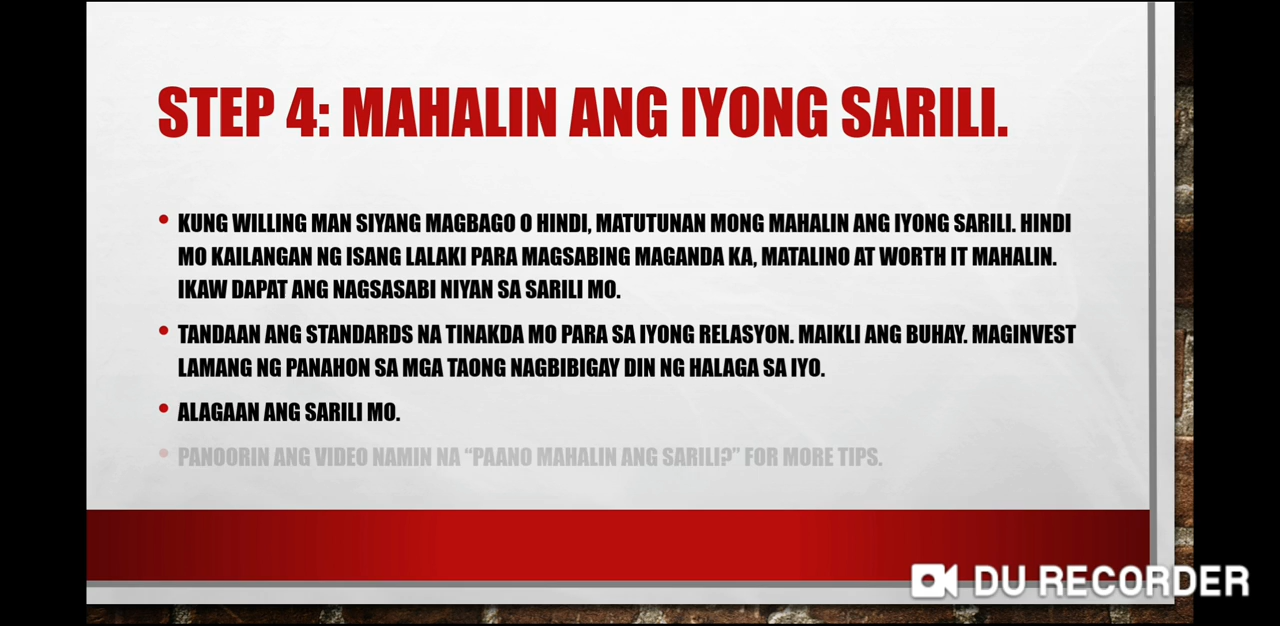 STEP 4: MAHALIN ANG IYONG SARILI.
• KUNG WILLING MAN SIYANG MAGBAGO O HINDI, MATUTUNAN MONG MAHALIN ANG IYONG SARILI. HINDI
MO KAILANGAN NG ISANG LALAKI PARA MAGSABING MAGANDA KA, MATALINO AT WORTH IT MAHALIN.
IKAW DAPAT ANG NAGSASABI NIYAN SA SARILI MO.
• TANDAAN ANG STANDARDS NA TINAKDA MO PARA SA IYONG RELASYON. MAIKLI ANG BUHAY. MAGINVEST
LAMANG NG PANAHON SA MGA TAONG NAGBIBIGAY DIN NG HALAGA SA IYO.
• ALAGAAN ANG SARILI MO.
• PANOORIN ANG VIDEO NAMIN NA “PAANO MAHALIN ANG SARILI?” FOR MORE TIPS.
DU RECORDER